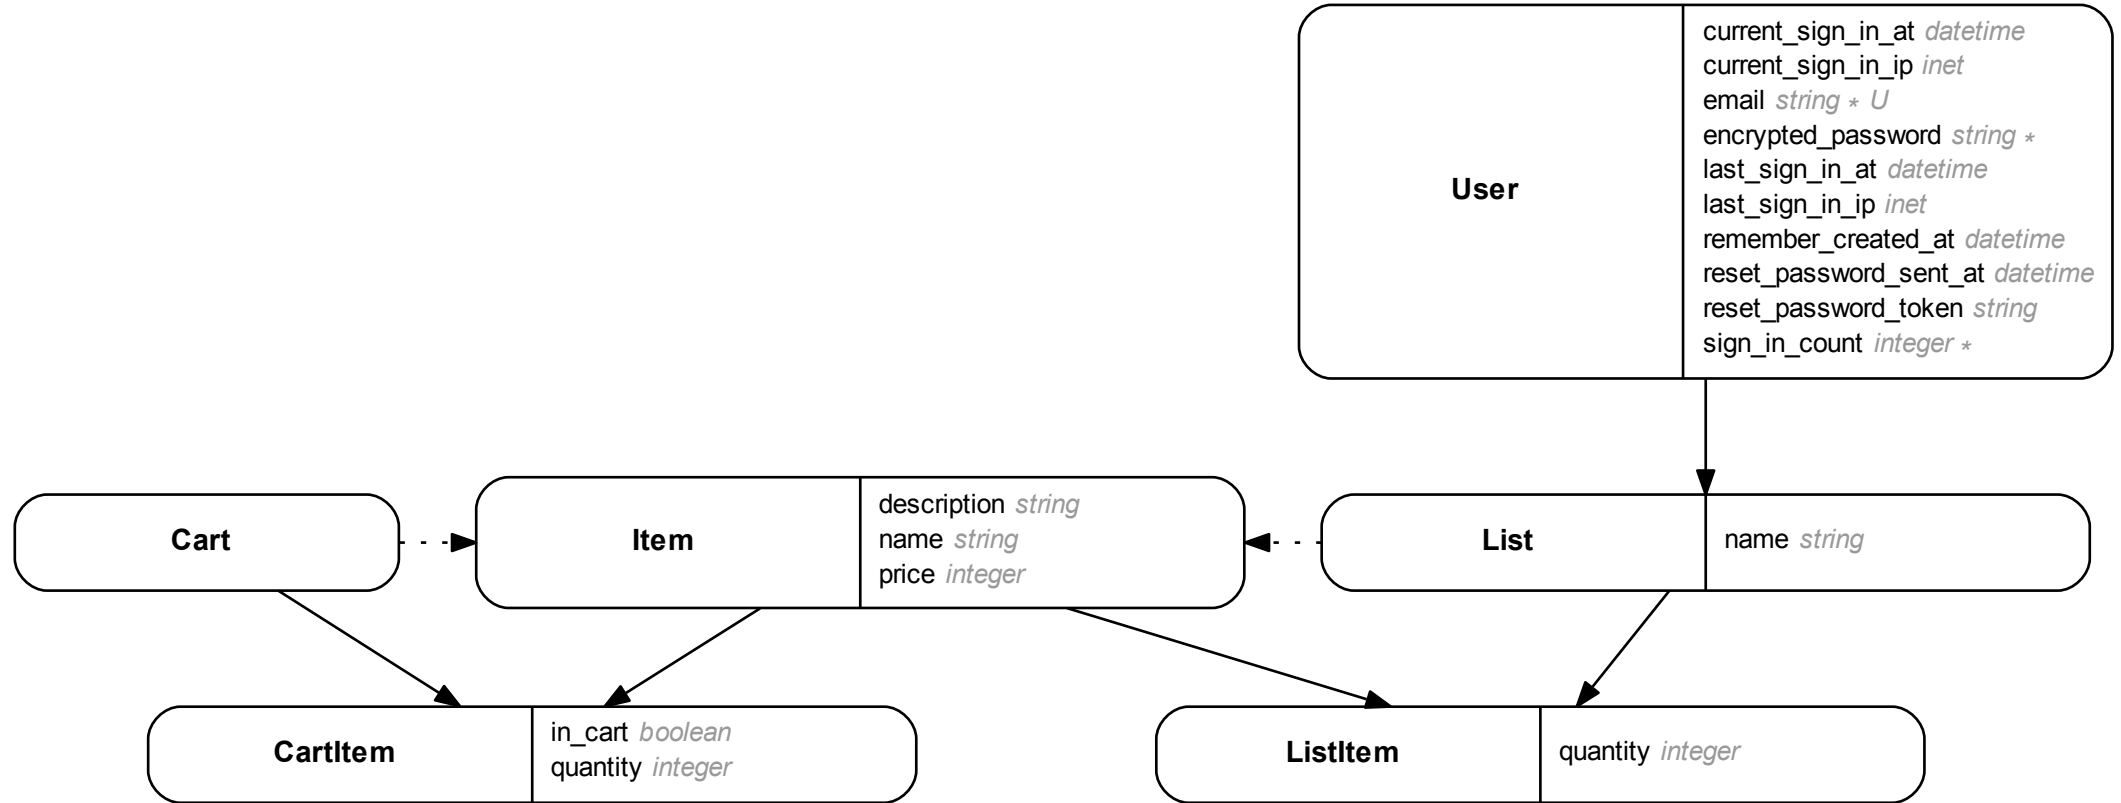 User
current_sign_in_at datetime
current_sign_in_ip inet
email string * U
encrypted_password string *
last_sign_in_at datetime
last_sign_in_ip inet
remember_created_at datetime
reset_password_sent_at datetime
reset_password_token string
sign_in_count integer *
Cart
Item
description string
name string
price integer
List
name string
CartItem
in_cart boolean
quantity integer
ListItem
quantity integer